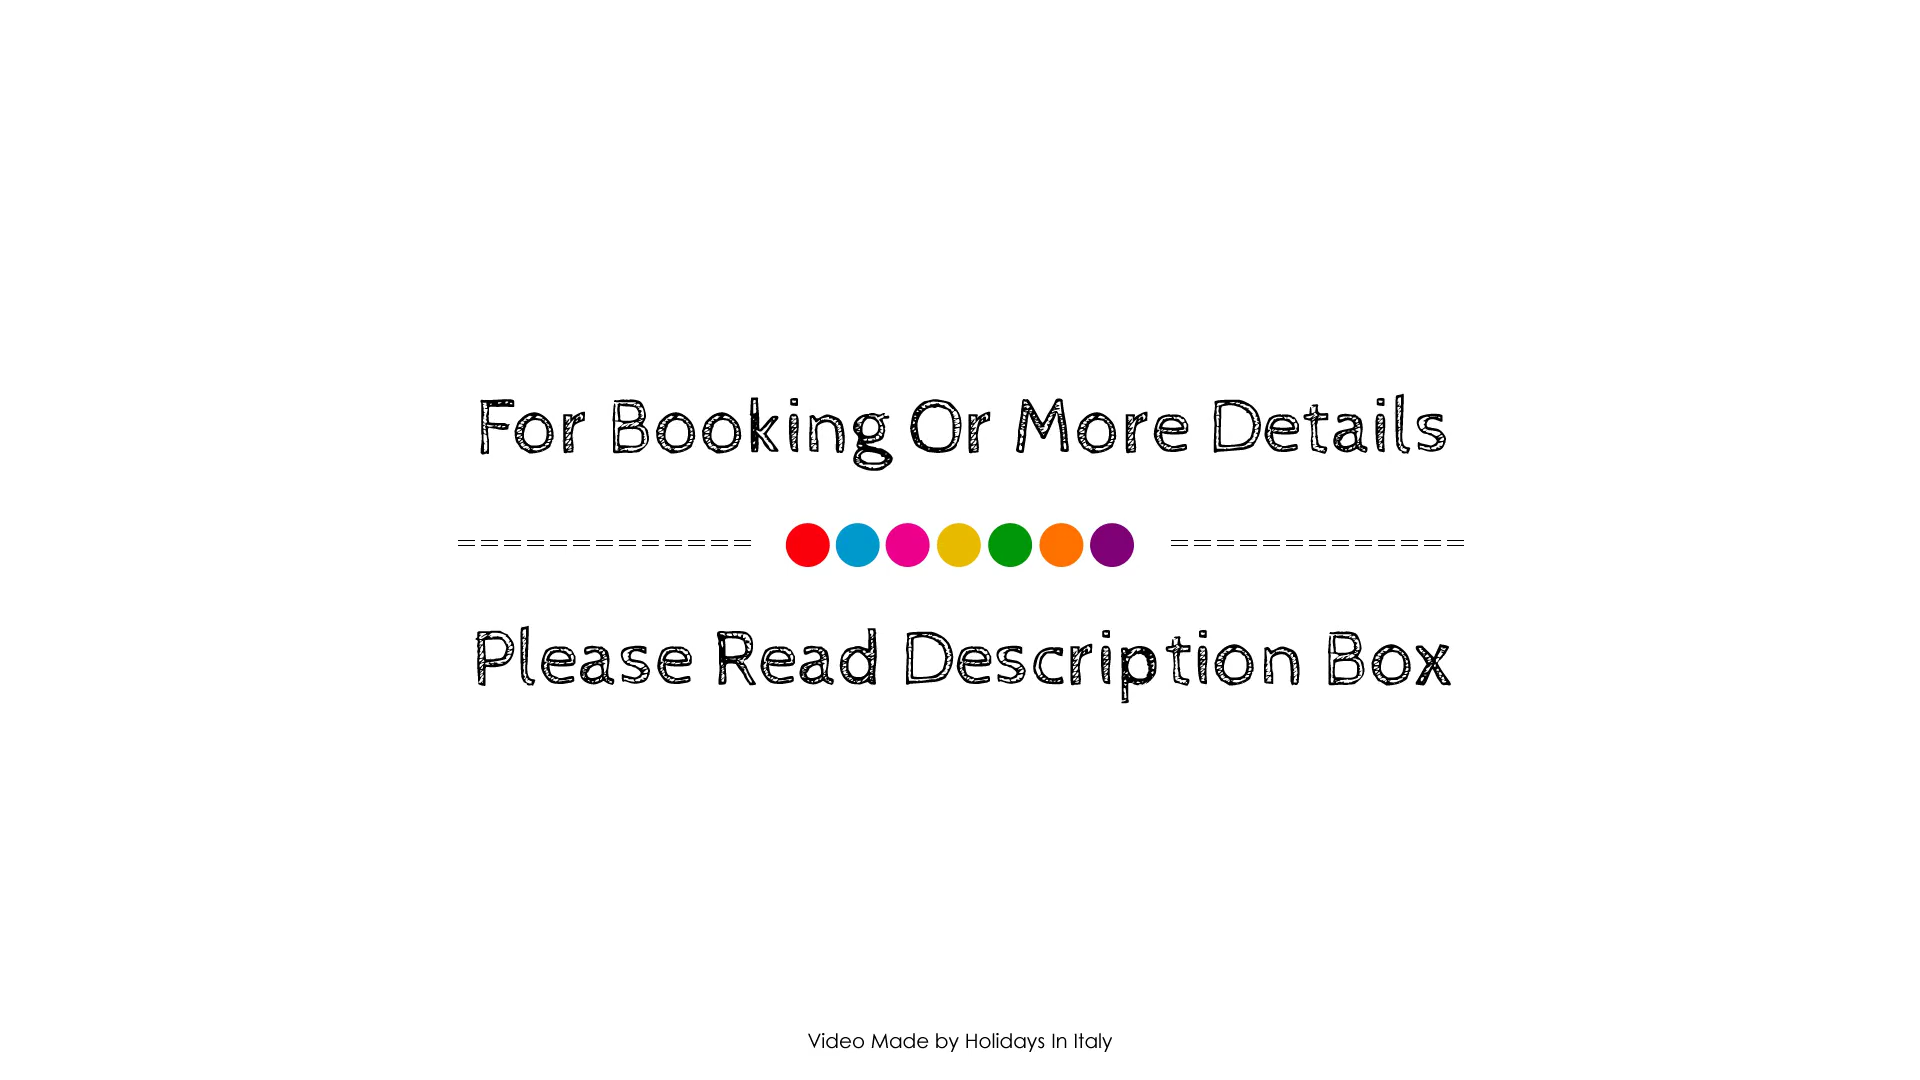 For Booking Or More Details
============= =============
Please Read Description Box
Video Made by Holidays In Italy